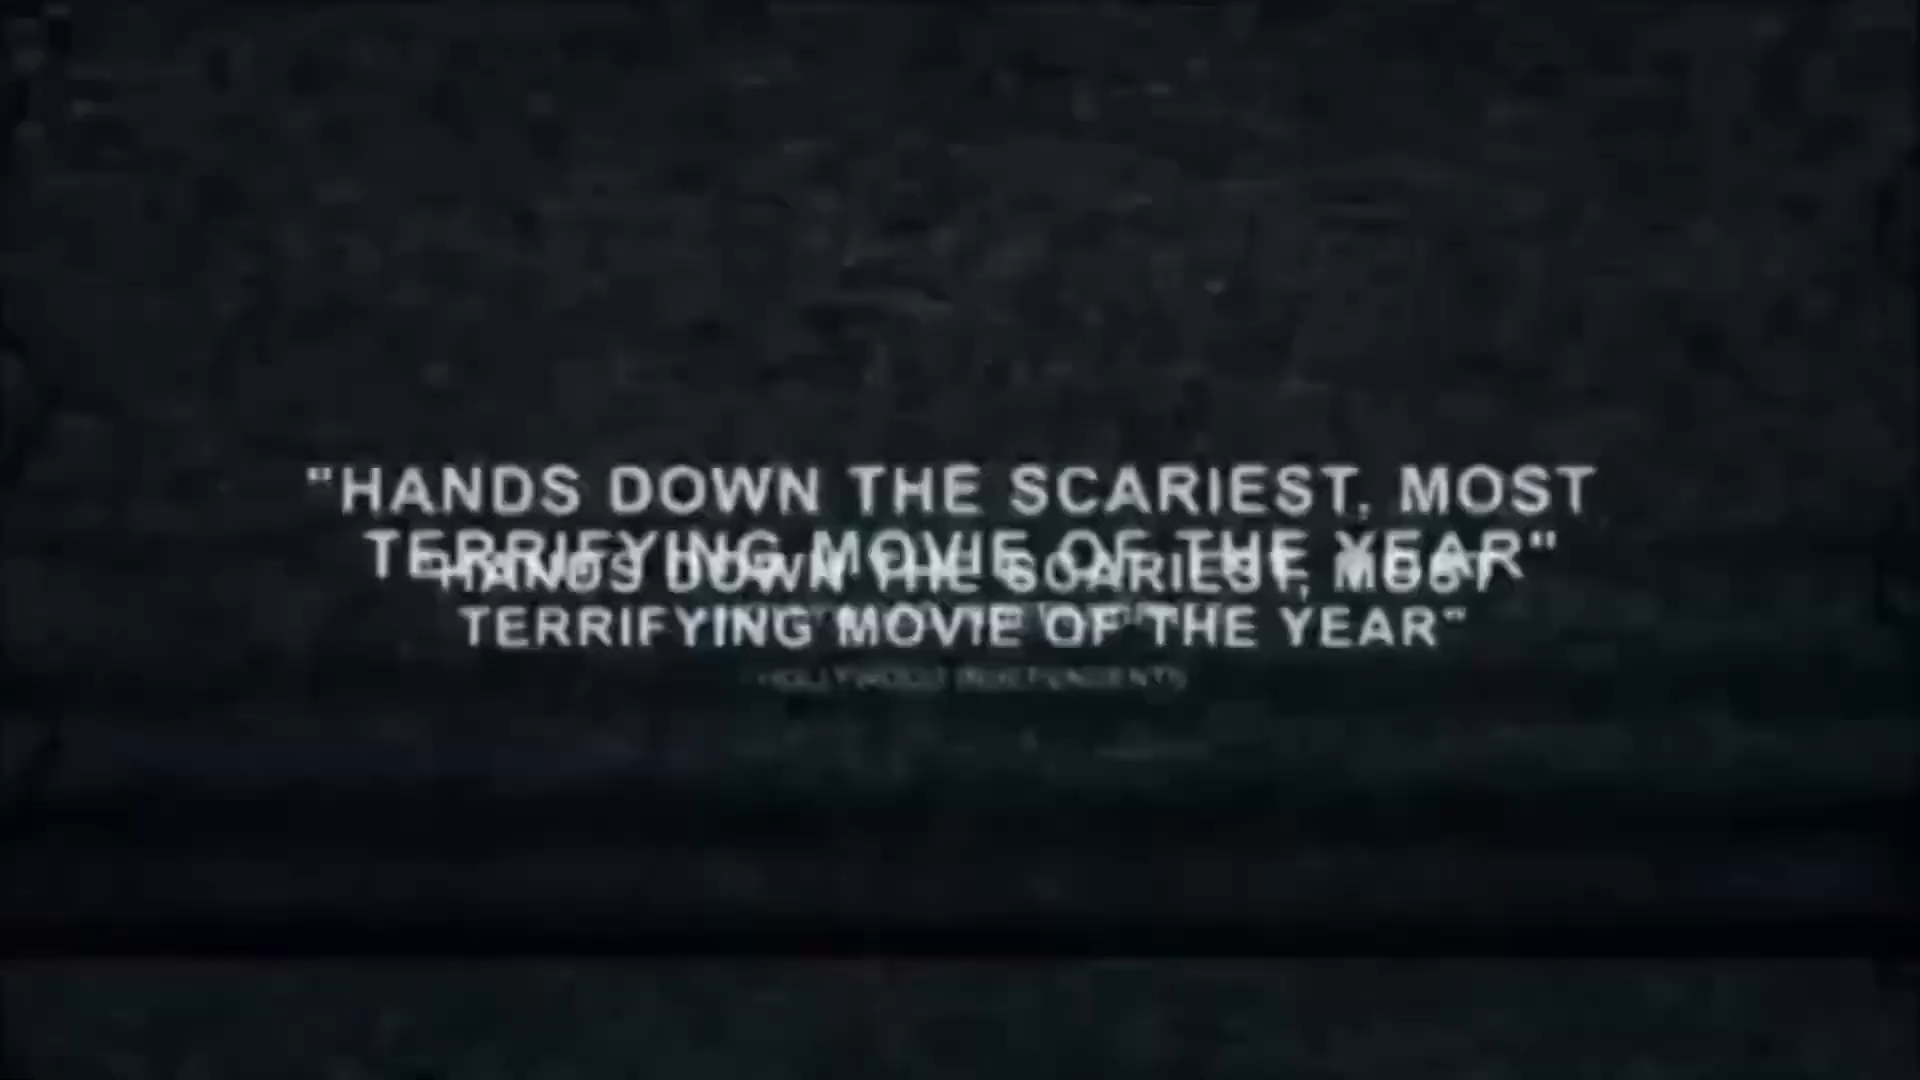 "HANDS DOWN THE SCARIEST, MOST
TERRIFYING MOVIE OF THE YEAR"
HANDS DOWN THE SCARIEST, MOST
TERRIFYING MOVIE OF THE YEAR"